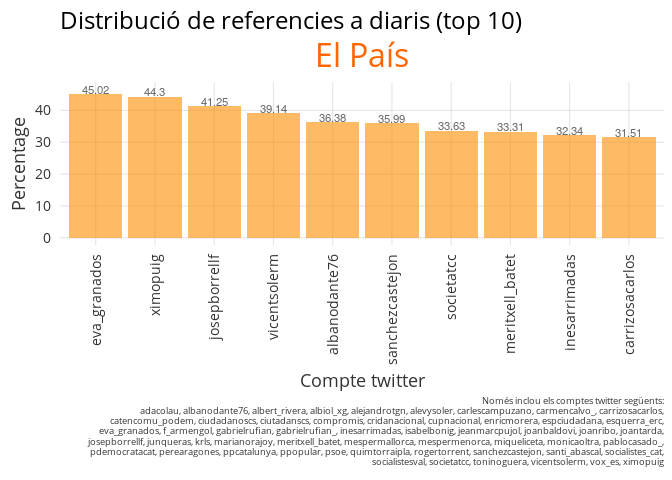 Distribució de referencies a diaris (top 10)
El País
Percentage
40
30
20
10
0
45.02
44.3
41.25
39.14
36.38
35.99
33.63
33.31
32.34
31.51
eva_granados
ximopuig
josepborrellf
vicentsolerm
albanodante76
sanchezcastejon
societatcc
meritxell_batet
inesarrimadas
carrizosacarlos
Compte twitter
Només inclou els comptes twitter següents:
adacolau, albanodante76, albert_rivera, albiol_xg, alejandrotgn, alevysoler, carlescampuzano, carmencalvo_, carrizosacarlos,
catencomu_podem, ciudadanoscs, ciutadanscs, compromis, cridanacional, cupnacional, enricmorera, espciudadana, esquerra_erc,
eva_granados, f_armengol, gabrielrufian, gabrielrufian_, inesarrimadas, isabelbonig, jeanmarcpujol, joanbaldovi, joanribo, joantarda,
josepborrellf, junqueras, krls, marianorajoy, meritxell_batet, mespermallorca, mespermenorca, miqueliceta, monicaoltra, pablocasado_,
pdemocratacat, perearagones, ppcatalunya, ppopular, psoe, quimtorraipla, rogertorrent, sanchezcastejon, santi_abascal, socialistes_cat,
socialistesval, societatcc, toninoguera, vicentsolerm, vox_es, ximopuig